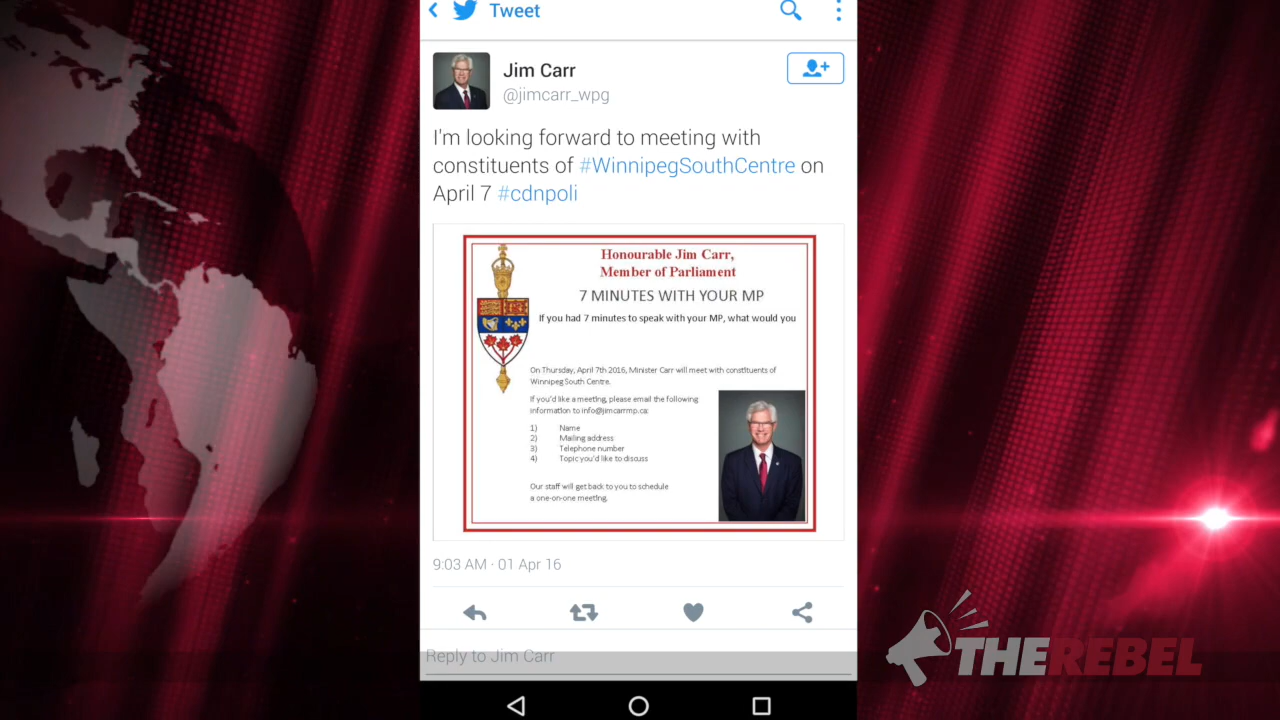 Tweet
Jim Carr
@jimcarr_wpg
I'm looking forward to meeting with
constituents of #WinnipegSouthCentre on
April 7 #cdnpoli
Honourable Jim Carr,
Member of Parliament
7 MINUTES WITH YOUR MP
If you had 7 minutes to speak with your MP, what would you
On Thursday, April 7th 2016, Minister Carr will meet with constituents of
Winnipeg South Centre.
If you'd like a meeting, please email the following
information to info@jimcarrmp.ca:
1) Name
2) Mailing address
3) Telephone number
4) Topic you'd like to discuss
Our staff will get back to you to schedule
a one-on-one meeting.
9:03 AM · 01 Apr 16
Reply to Jim Carr
THEREBEL